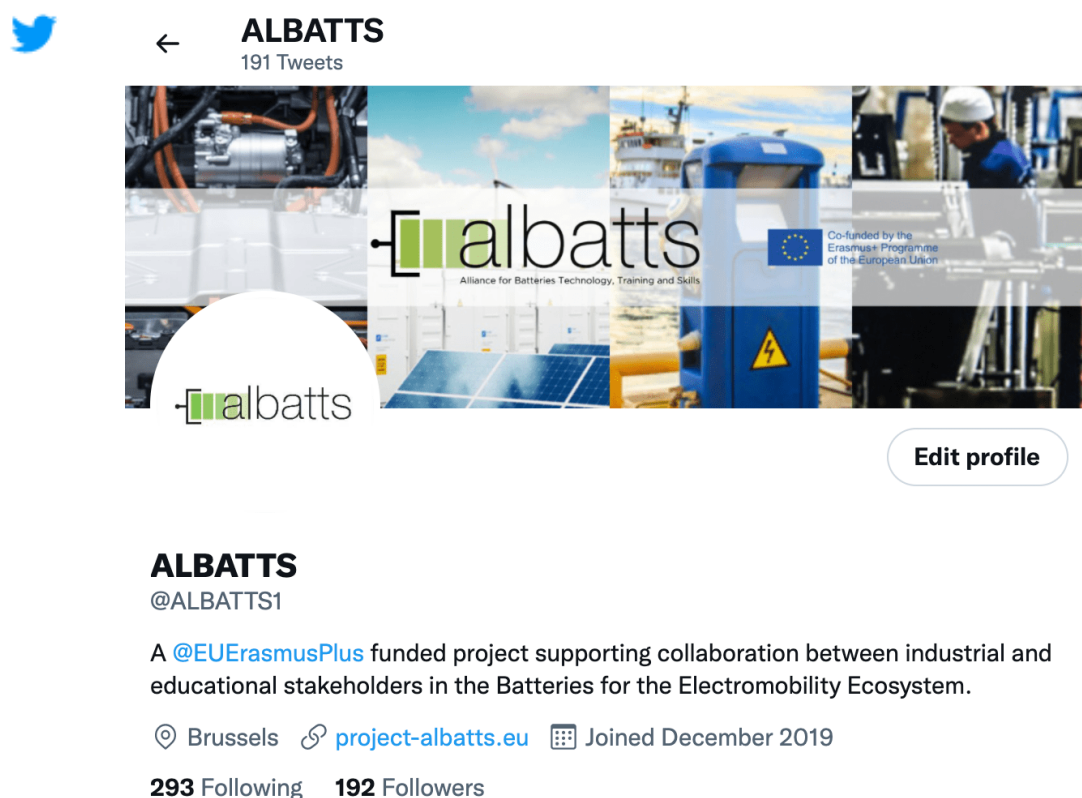 ALBATTS
191 Tweets
albatts
Alliance for Batteries Technology, Training and Skills
Co-funded by the
Erasmus+ Programme
of the European Union
albatts
Edit profile
ALBATTS
@ALBATTS1
A @EUErasmusPlus funded project supporting collaboration between industrial and
educational stakeholders in the Batteries for the Electromobility Ecosystem.
Brussels project-albatts.eu Joined December 2019
293 Following 192 Followers